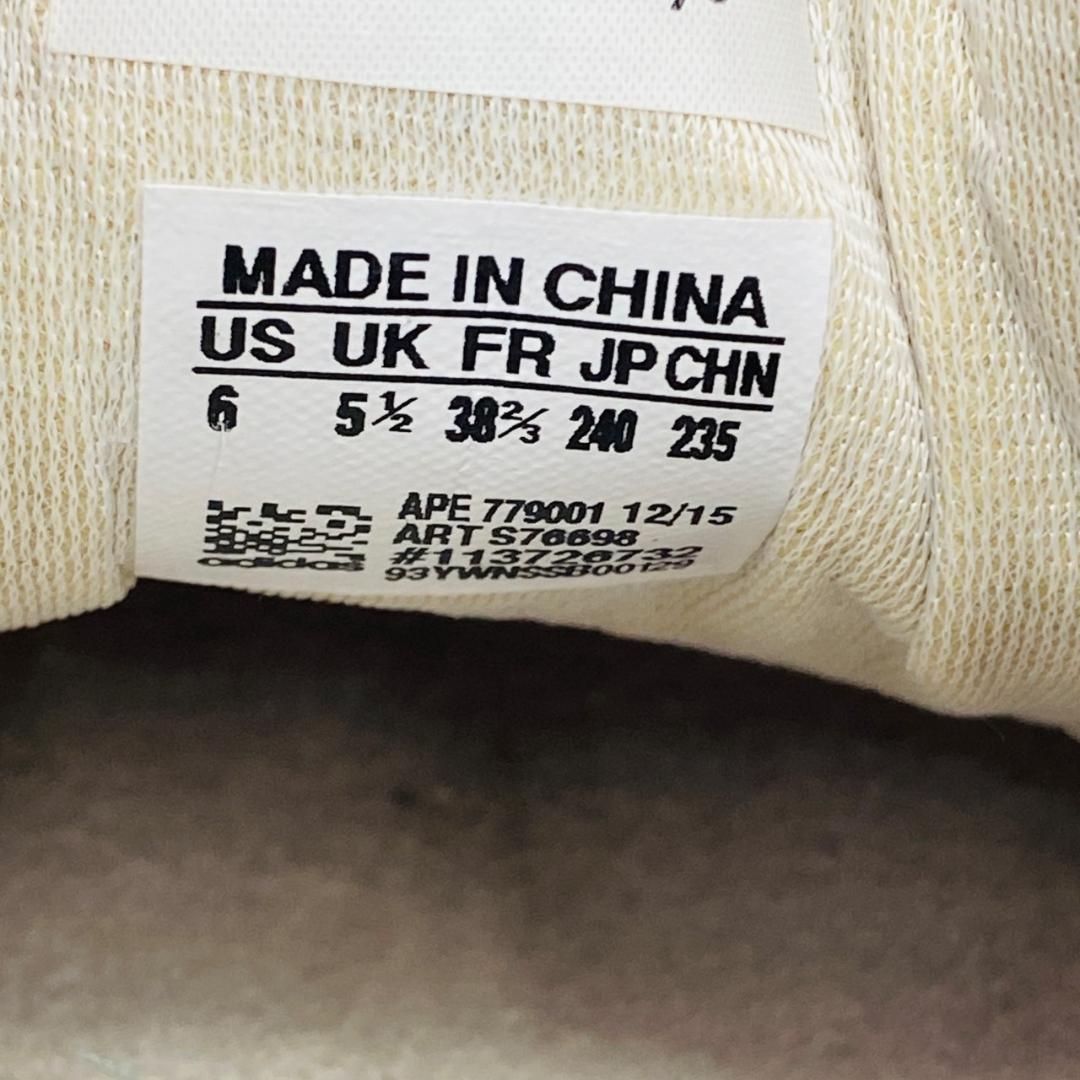 MADE IN CHINA
US UK FR JP CHN
6 5½ 38⅔ 240 235
APE 779001 12/15
ART S76698
#113726732
93YWNSSB00129
adidas